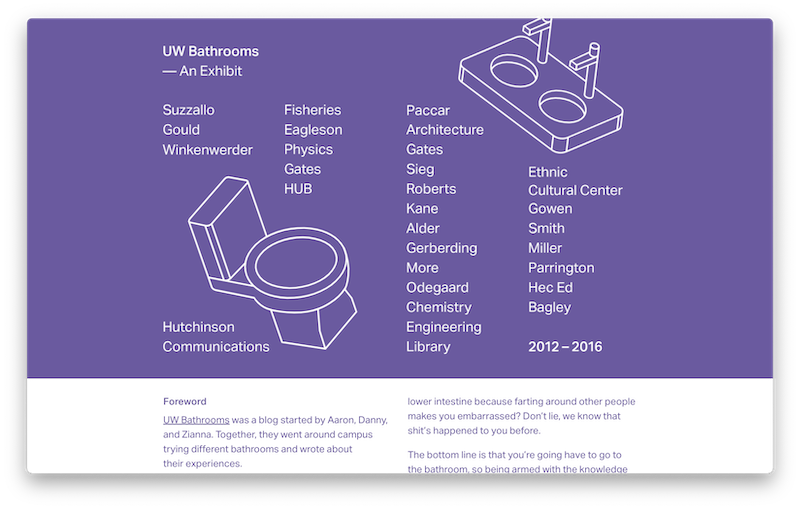 UW Bathrooms
— An Exhibit
Suzzallo
Gould
Winkenwerder
Hutchinson
Communications
Fisheries
Eagleson
Physics
Gates
HUB
Paccar
Architecture
Gates
Sieg
Roberts
Kane
Alder
Gerberding
More
Odegaard
Chemistry
Engineering
Library
Ethnic
Cultural Center
Gowen
Smith
Miller
Parrington
Hec Ed
Bagley
2012 – 2016
Foreword
UW Bathrooms was a blog started by Aaron, Danny,
and Zianna. Together, they went around campus
trying different bathrooms and wrote about
their experiences.
lower intestine because farting around other people
makes you embarrassed? Don’t lie, we know that
shit’s happened to you before.
The bottom line is that you’re going have to go to
the bathroom, so being armed with the knowledge